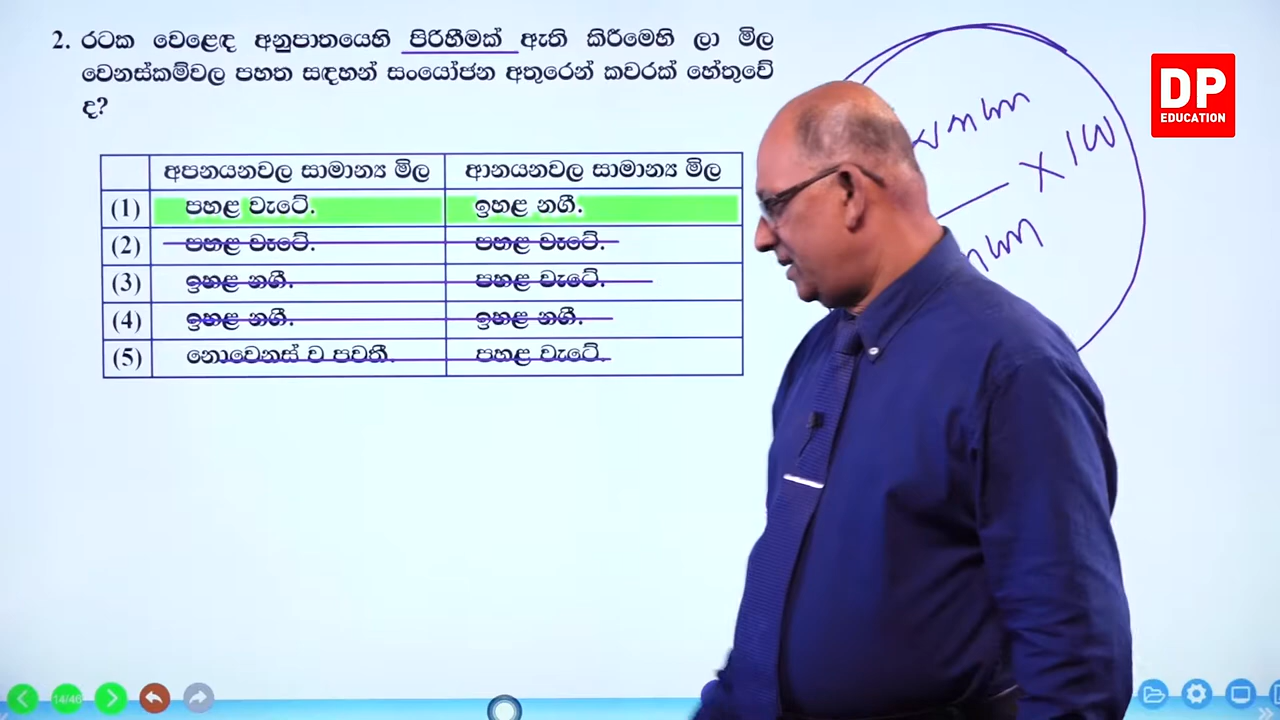 2. රටක වෙළෙඳ අනුපාතයෙහි පිරිහීමක් ඇති කිරීමෙහි ලා මිල
වෙනස්කම්වල පහත සඳහන් සංයෝජන අතුරෙන් කවරක් හේතුවේ
ද?
අපනයනවල සාමාන්‍ය මිල ආනයනවල සාමාන්‍ය මිල
(1) පහළ වැටේ. ඉහළ නගී.
(2) පහළ වැටේ. පහළ වැටේ.
(3) ඉහළ නගී. පහළ වැටේ.
(4) ඉහළ නගී. ඉහළ නගී.
(5) නොවෙනස් ව පවතී. පහළ වැටේ.
DP
EDUCATION
14/46